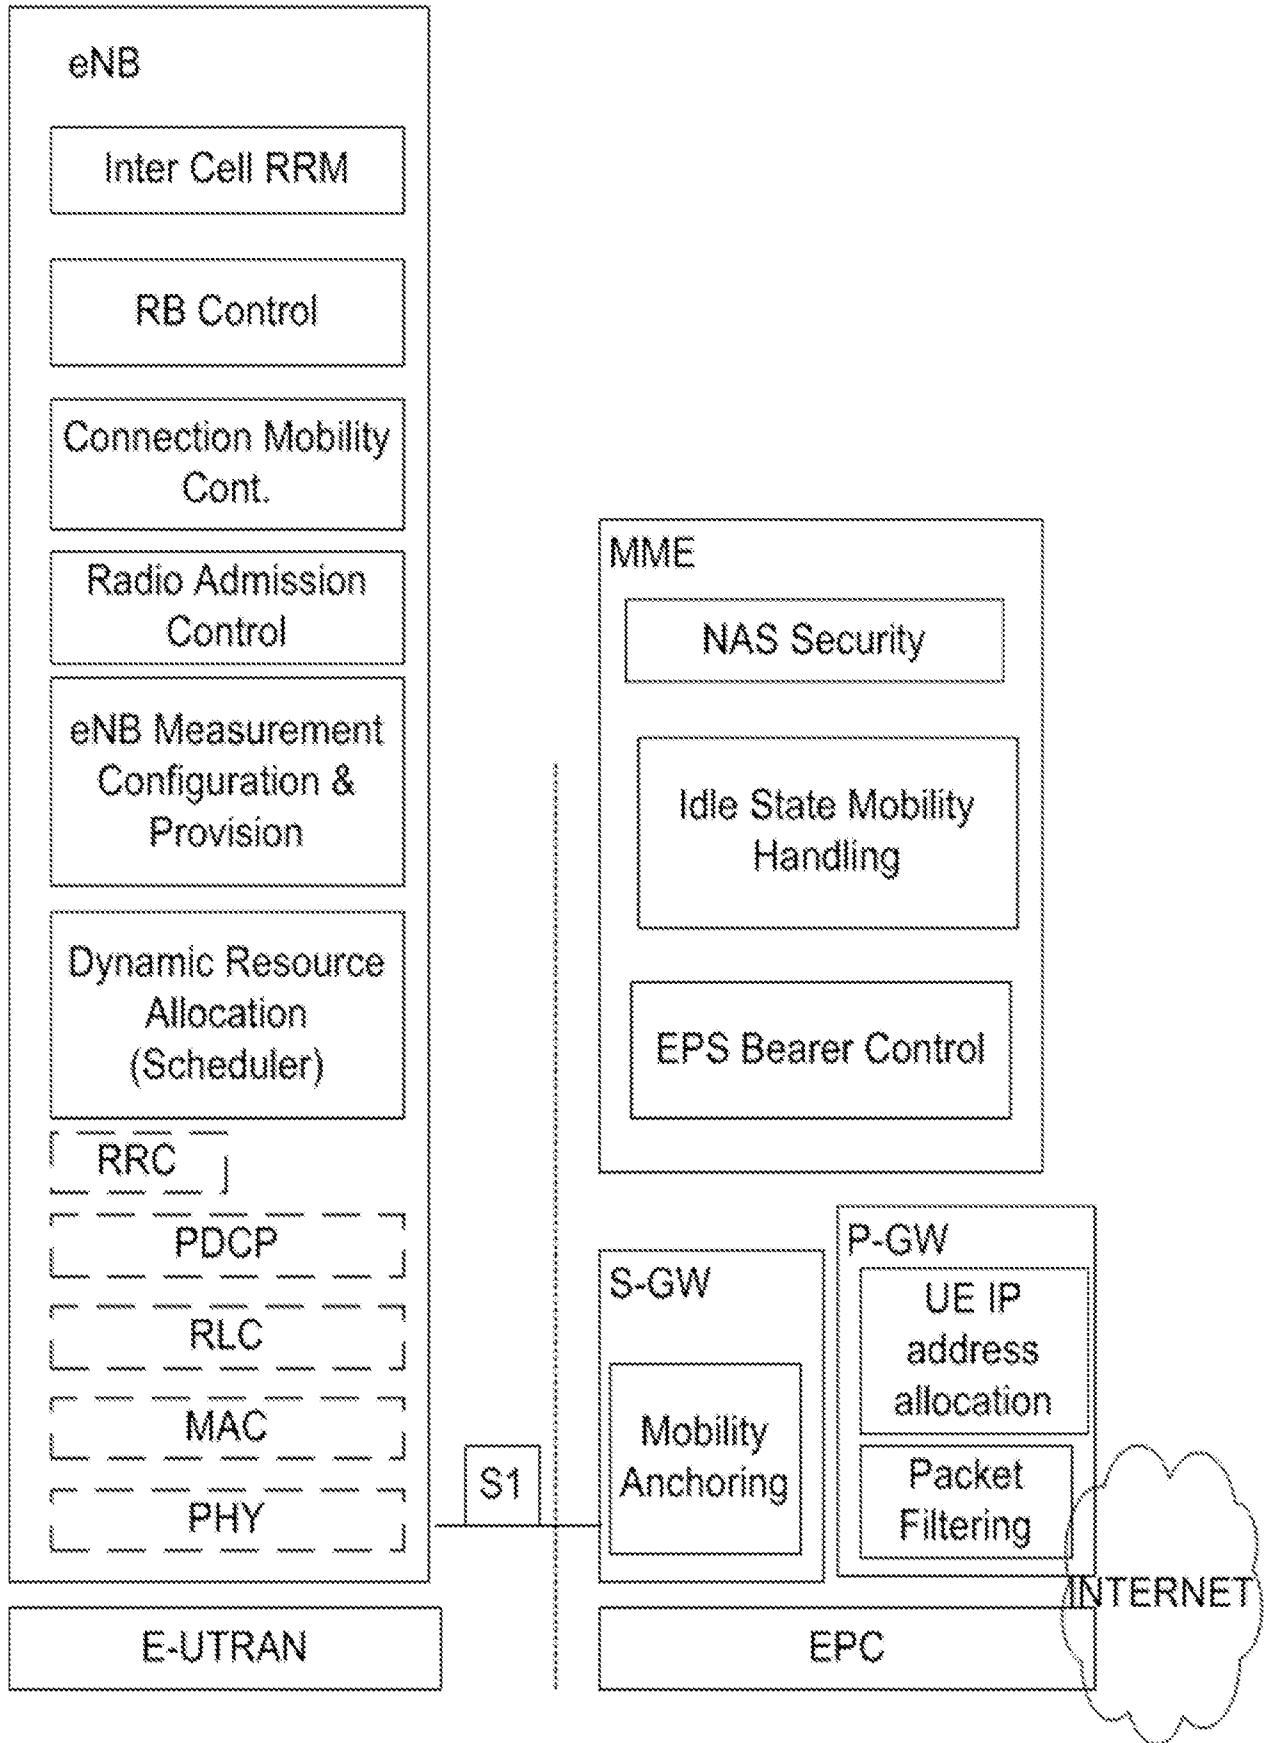 eNB
Inter Cell RRM
RB Control
Connection Mobility
Cont.
Radio Admission
Control
eNB Measurement
Configuration &
Provision
Dynamic Resource
Allocation
(Scheduler)
RRC
PDCP
RLC
MAC
PHY
S1
E-UTRAN
MME
NAS Security
Idle State Mobility
Handling
EPS Bearer Control
S-GW
Mobility
Anchoring
P-GW
UE IP
address
allocation
Packet
Filtering
INTERNET
EPC